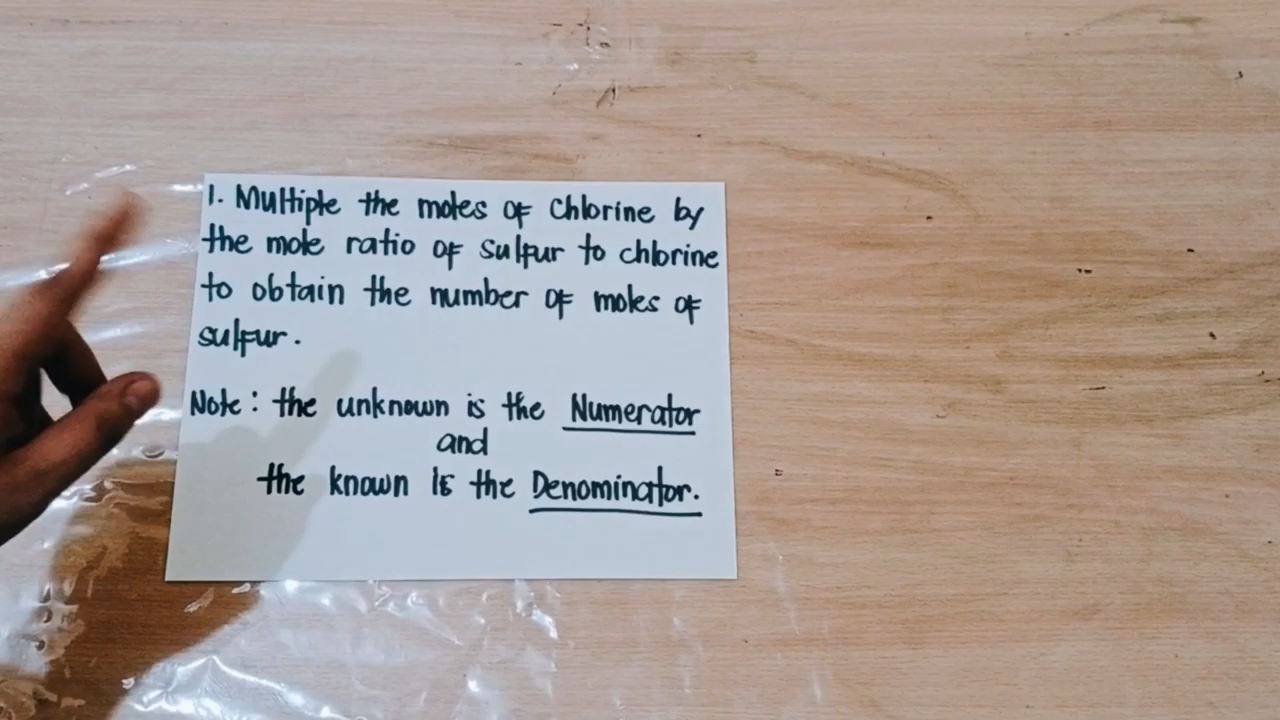 1. Multiple the moles of chlorine by
the mole ratio of sulfur to chlorine
to obtain the number of moles of
sulfur.
Note: the unknown is the Numerator
and
the known is the Denominator.